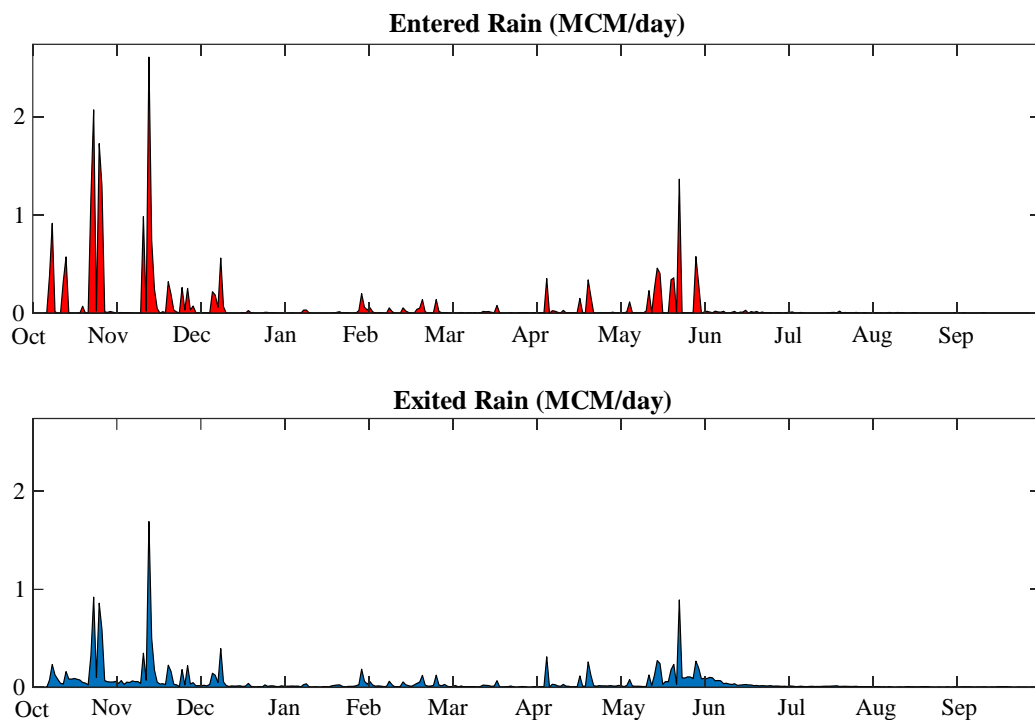 Entered Rain (MCM/day)
2
1
0
Oct Nov Dec Jan Feb Mar Apr May Jun Jul Aug Sep
Exited Rain (MCM/day)
2
1
0
Oct Nov Dec Jan Feb Mar Apr May Jun Jul Aug Sep